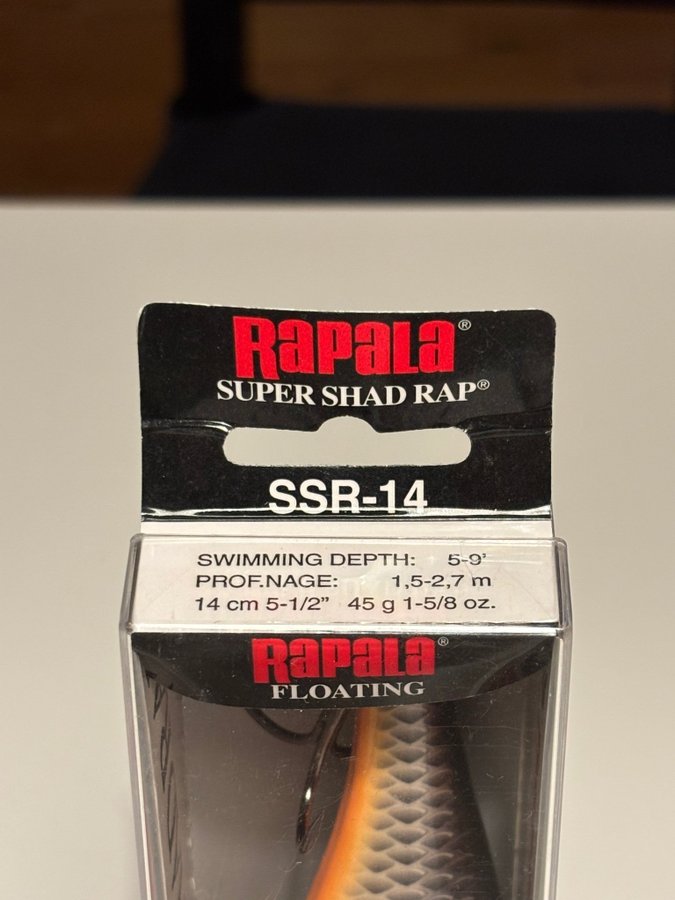 Rapala®
SUPER SHAD RAP®
SSR-14
SWIMMING DEPTH: 5-9'
PROF.NAGE: 1,5-2,7 m
14 cm 5-1/2" 45 g 1-5/8 oz.
Rapala®
FLOATING